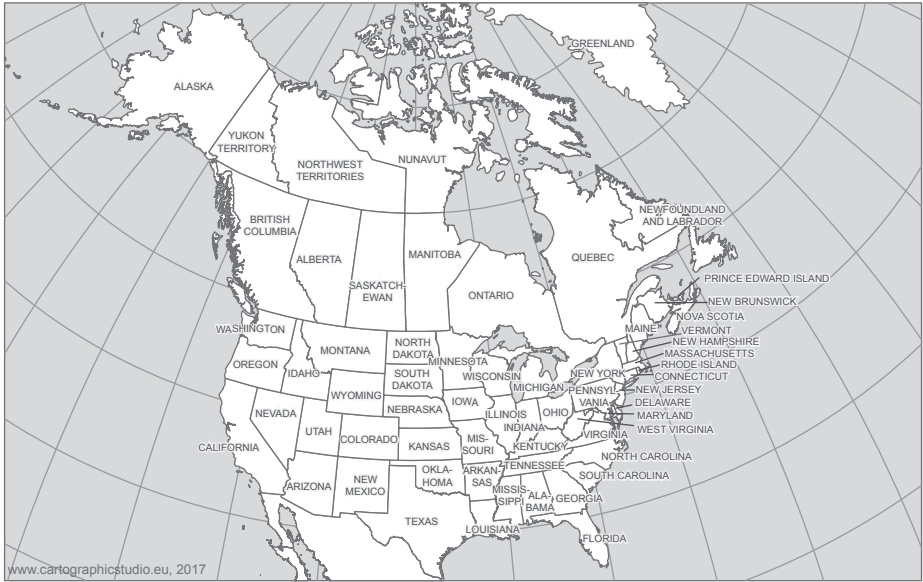 GREENLAND
ALASKA
YUKON
TERRITORY
NORTHWEST
TERRITORIES
NUNAVUT
NEWFOUNDLAND
AND LABRADOR
BRITISH
COLUMBIA
ALBERTA
SASKATCH-
EWAN
MANITOBA
ONTARIO
QUEBEC
PRINCE EDWARD ISLAND
NEW BRUNSWICK
NOVA SCOTIA
MAINE
VERMONT
NEW HAMPSHIRE
MASSACHUSETTS
RHODE ISLAND
CONNECTICUT
NEW JERSEY
DELAWARE
MARYLAND
WEST VIRGINIA
WASHINGTON
OREGON
IDAHO
MONTANA
NORTH
DAKOTA
SOUTH
DAKOTA
MINNESOTA
WISCONSIN
MICHIGAN
NEW YORK
PENNSYL-
VANIA
WYOMING
NEBRASKA
IOWA
ILLINOIS
INDIANA
OHIO
NEVADA
UTAH
COLORADO
KANSAS
MIS-
SOURI
KENTUCKY
VIRGINIA
CALIFORNIA
ARIZONA
NEW
MEXICO
OKLA-
HOMA
ARKAN-
SAS
TENNESSEE
NORTH CAROLINA
SOUTH CAROLINA
MISSIS-
SIPPI
ALA-
BAMA
GEORGIA
TEXAS
LOUISIANA
FLORIDA
www.cartographicstudio.eu, 2017